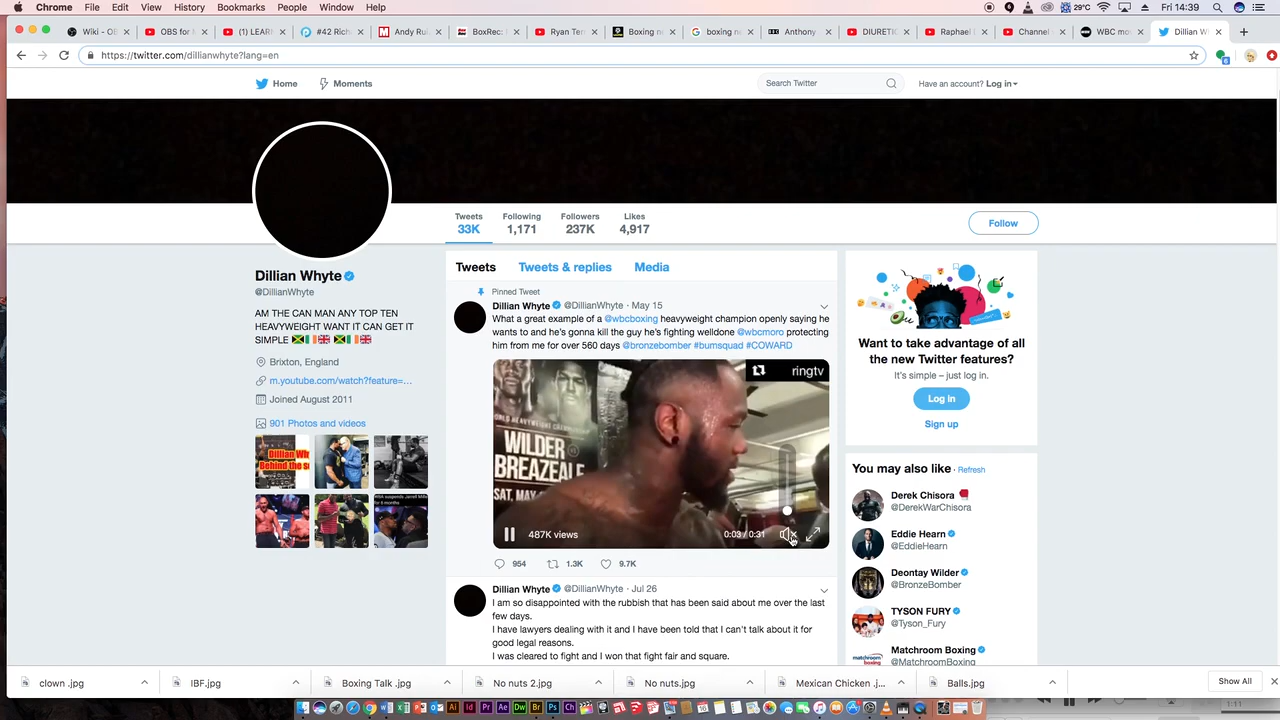 Chrome File Edit View History Bookmarks People Window Help
29°C Fri 14:39
Wiki - OB
OBS for
(1) LEAR
#42 Rich
Andy Ru
BoxRec:
Ryan Ten
Boxing n
boxing n
Anthony
DIURETIC
Raphael
Channel
WBC mo
Dillian W
https://twitter.com/dillianwhyte?lang=en
Home Moments Search Twitter Have an account? Log in
Tweets Following Followers Likes
33K 1,171 237K 4,917
Follow
Dillian Whyte
@DillianWhyte
AM THE CAN MAN ANY TOP TEN
HEAVYWEIGHT WANT IT CAN GET IT
SIMPLE
Brixton, England
m.youtube.com/watch?feature=...
Joined August 2011
901 Photos and videos
Tweets Tweets & replies Media
Pinned Tweet
Dillian Whyte @DillianWhyte · May 15
What a great example of a @wbcboxing heavyweight champion openly saying he
wants to and he's gonna kill the guy he's fighting welldone @wbcmoro protecting
him from me for over 560 days @bronzebomber #bumsquad #COWARD
ringtv
WILDER
BREAZEALE
SAT, MAY
487K views 0:03 / 0:31
954 1.3K 9.7K
Dillian Whyte @DillianWhyte · Jul 26
I am so disappointed with the rubbish that has been said about me over the last
few days.
I have lawyers dealing with it and I have been told that I can't talk about it for
good legal reasons.
I was cleared to fight and I won that fight fair and square.
Want to take advantage of all
the new Twitter features?
It's simple – just log in.
Log in
Sign up
You may also like · Refresh
Derek Chisora
@DerekWarChisora
Eddie Hearn
@EddieHearn
Deontay Wilder
@BronzeBomber
TYSON FURY
@Tyson_Fury
Matchroom Boxing
@MatchroomBoxing
clown .jpg
IBF.jpg
Boxing Talk .jpg
No nuts 2.jpg
No nuts.jpg
Mexican Chicken .j...
Balls.jpg
Show All
1:11